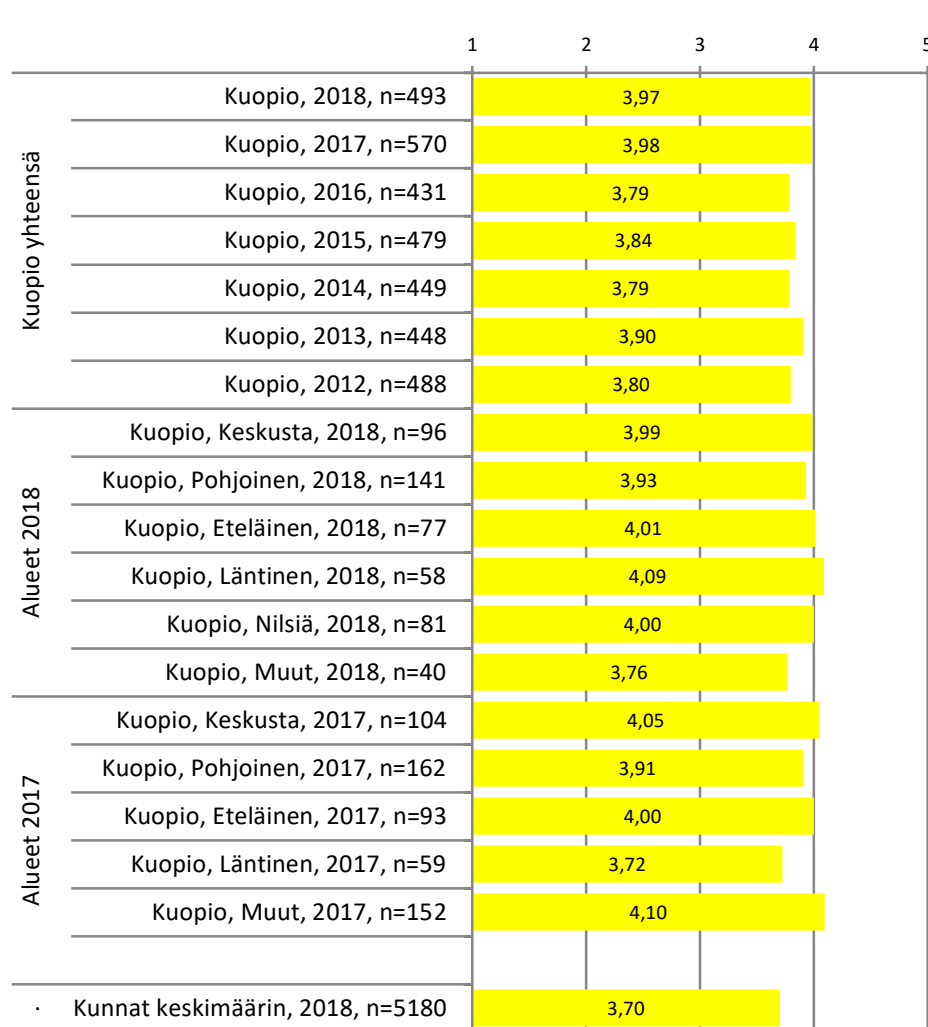 1 2 3 4 5
Kuopio yhteensä
Kuopio, 2018, n=493 3,97
Kuopio, 2017, n=570 3,98
Kuopio, 2016, n=431 3,79
Kuopio, 2015, n=479 3,84
Kuopio, 2014, n=449 3,79
Kuopio, 2013, n=448 3,90
Kuopio, 2012, n=488 3,80
Alueet 2018
Kuopio, Keskusta, 2018, n=96 3,99
Kuopio, Pohjoinen, 2018, n=141 3,93
Kuopio, Eteläinen, 2018, n=77 4,01
Kuopio, Läntinen, 2018, n=58 4,09
Kuopio, Nilsiä, 2018, n=81 4,00
Kuopio, Muut, 2018, n=40 3,76
Alueet 2017
Kuopio, Keskusta, 2017, n=104 4,05
Kuopio, Pohjoinen, 2017, n=162 3,91
Kuopio, Eteläinen, 2017, n=93 4,00
Kuopio, Läntinen, 2017, n=59 3,72
Kuopio, Muut, 2017, n=152 4,10
. Kunnat keskimäärin, 2018, n=5180 3,70